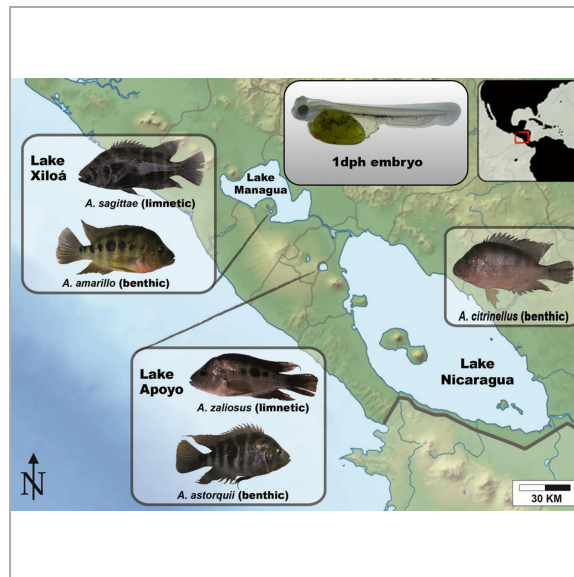 Lake
Xiloá
A. sagittae (limnetic)
A. amarillo (benthic)
Lake
Managua
1dph embryo
A. citrinellus (benthic)
Lake
Nicaragua
Lake
Apoyo
A. zaliosus (limnetic)
A. astorquii (benthic)
N
30 KM